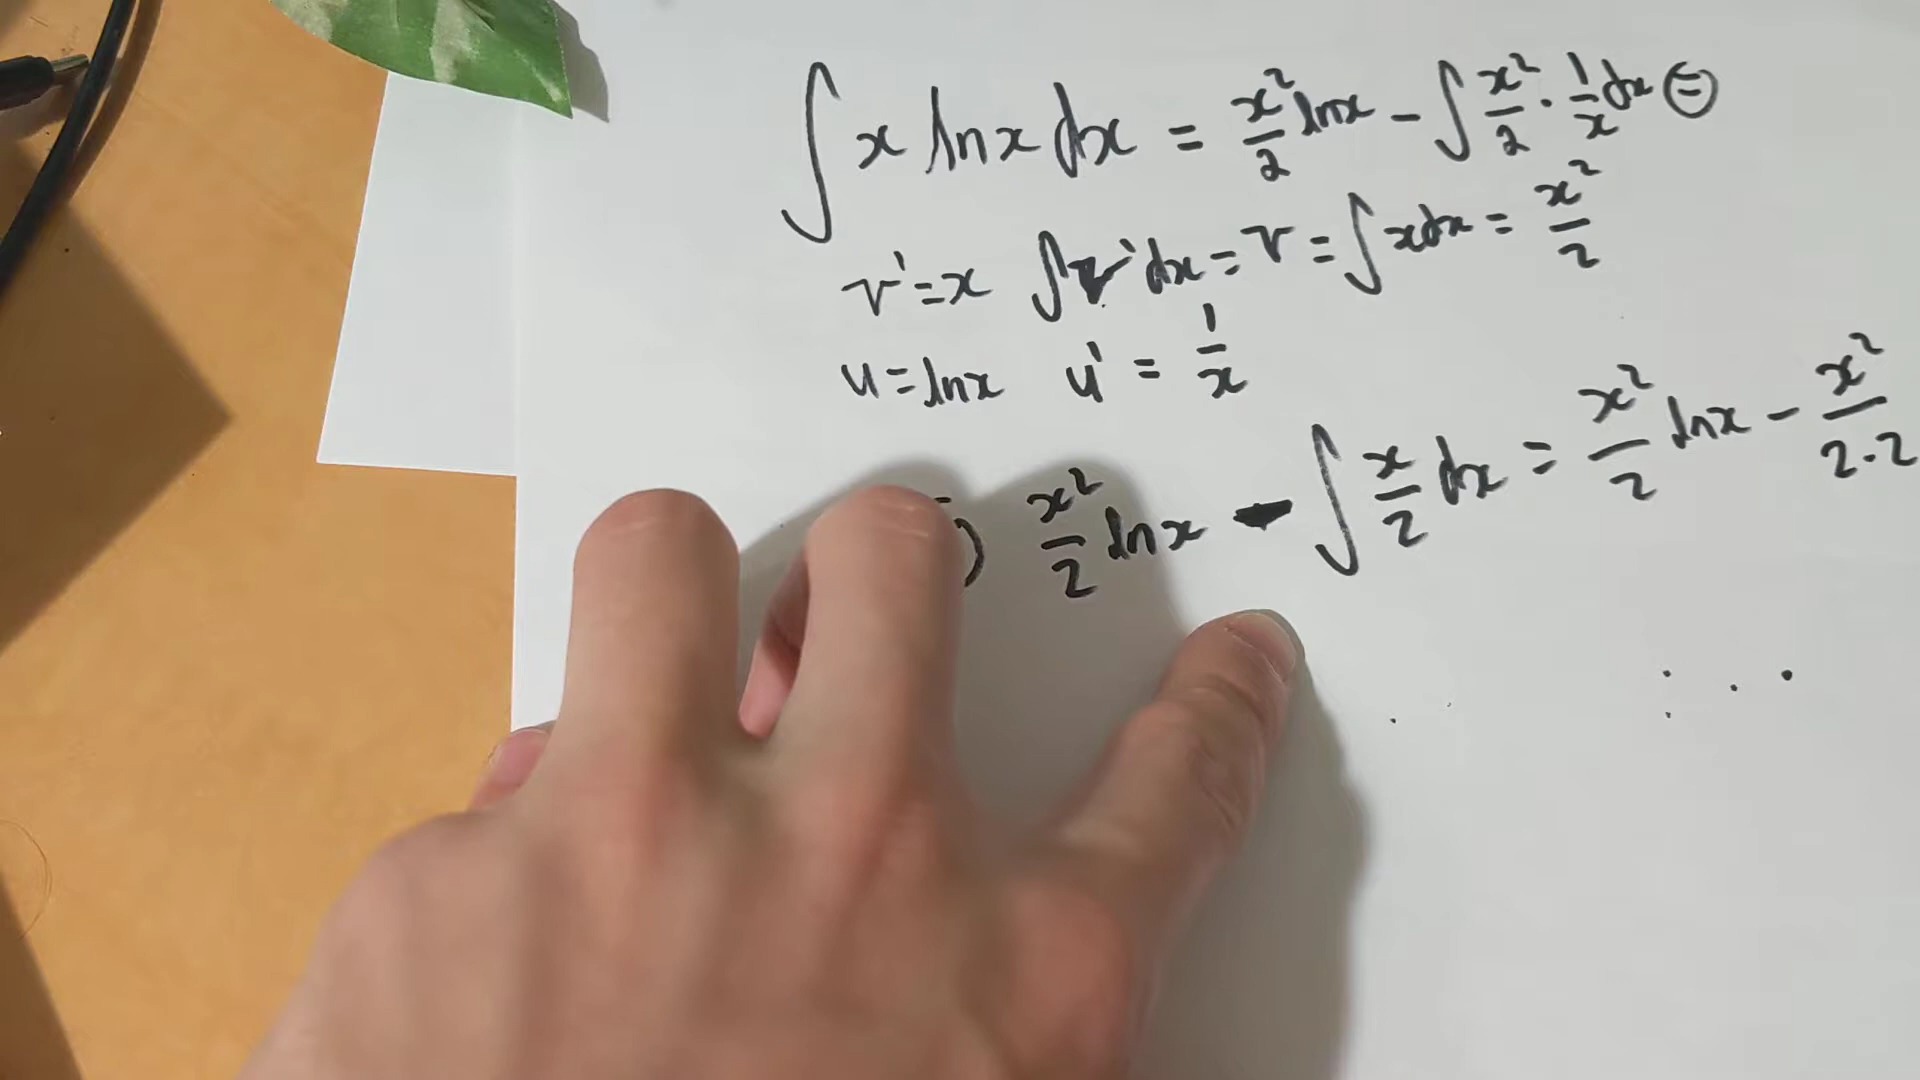 ∫ x ln x dx = x²/2 ln x - ∫ x²/2 · 1/x dx ⊜
v' = x ∫ v' dx = v = ∫ x dx = x²/2
u = ln x u' = 1/x
x²/2 ln x - ∫ x/2 dx = x²/2 ln x - x²/2·2